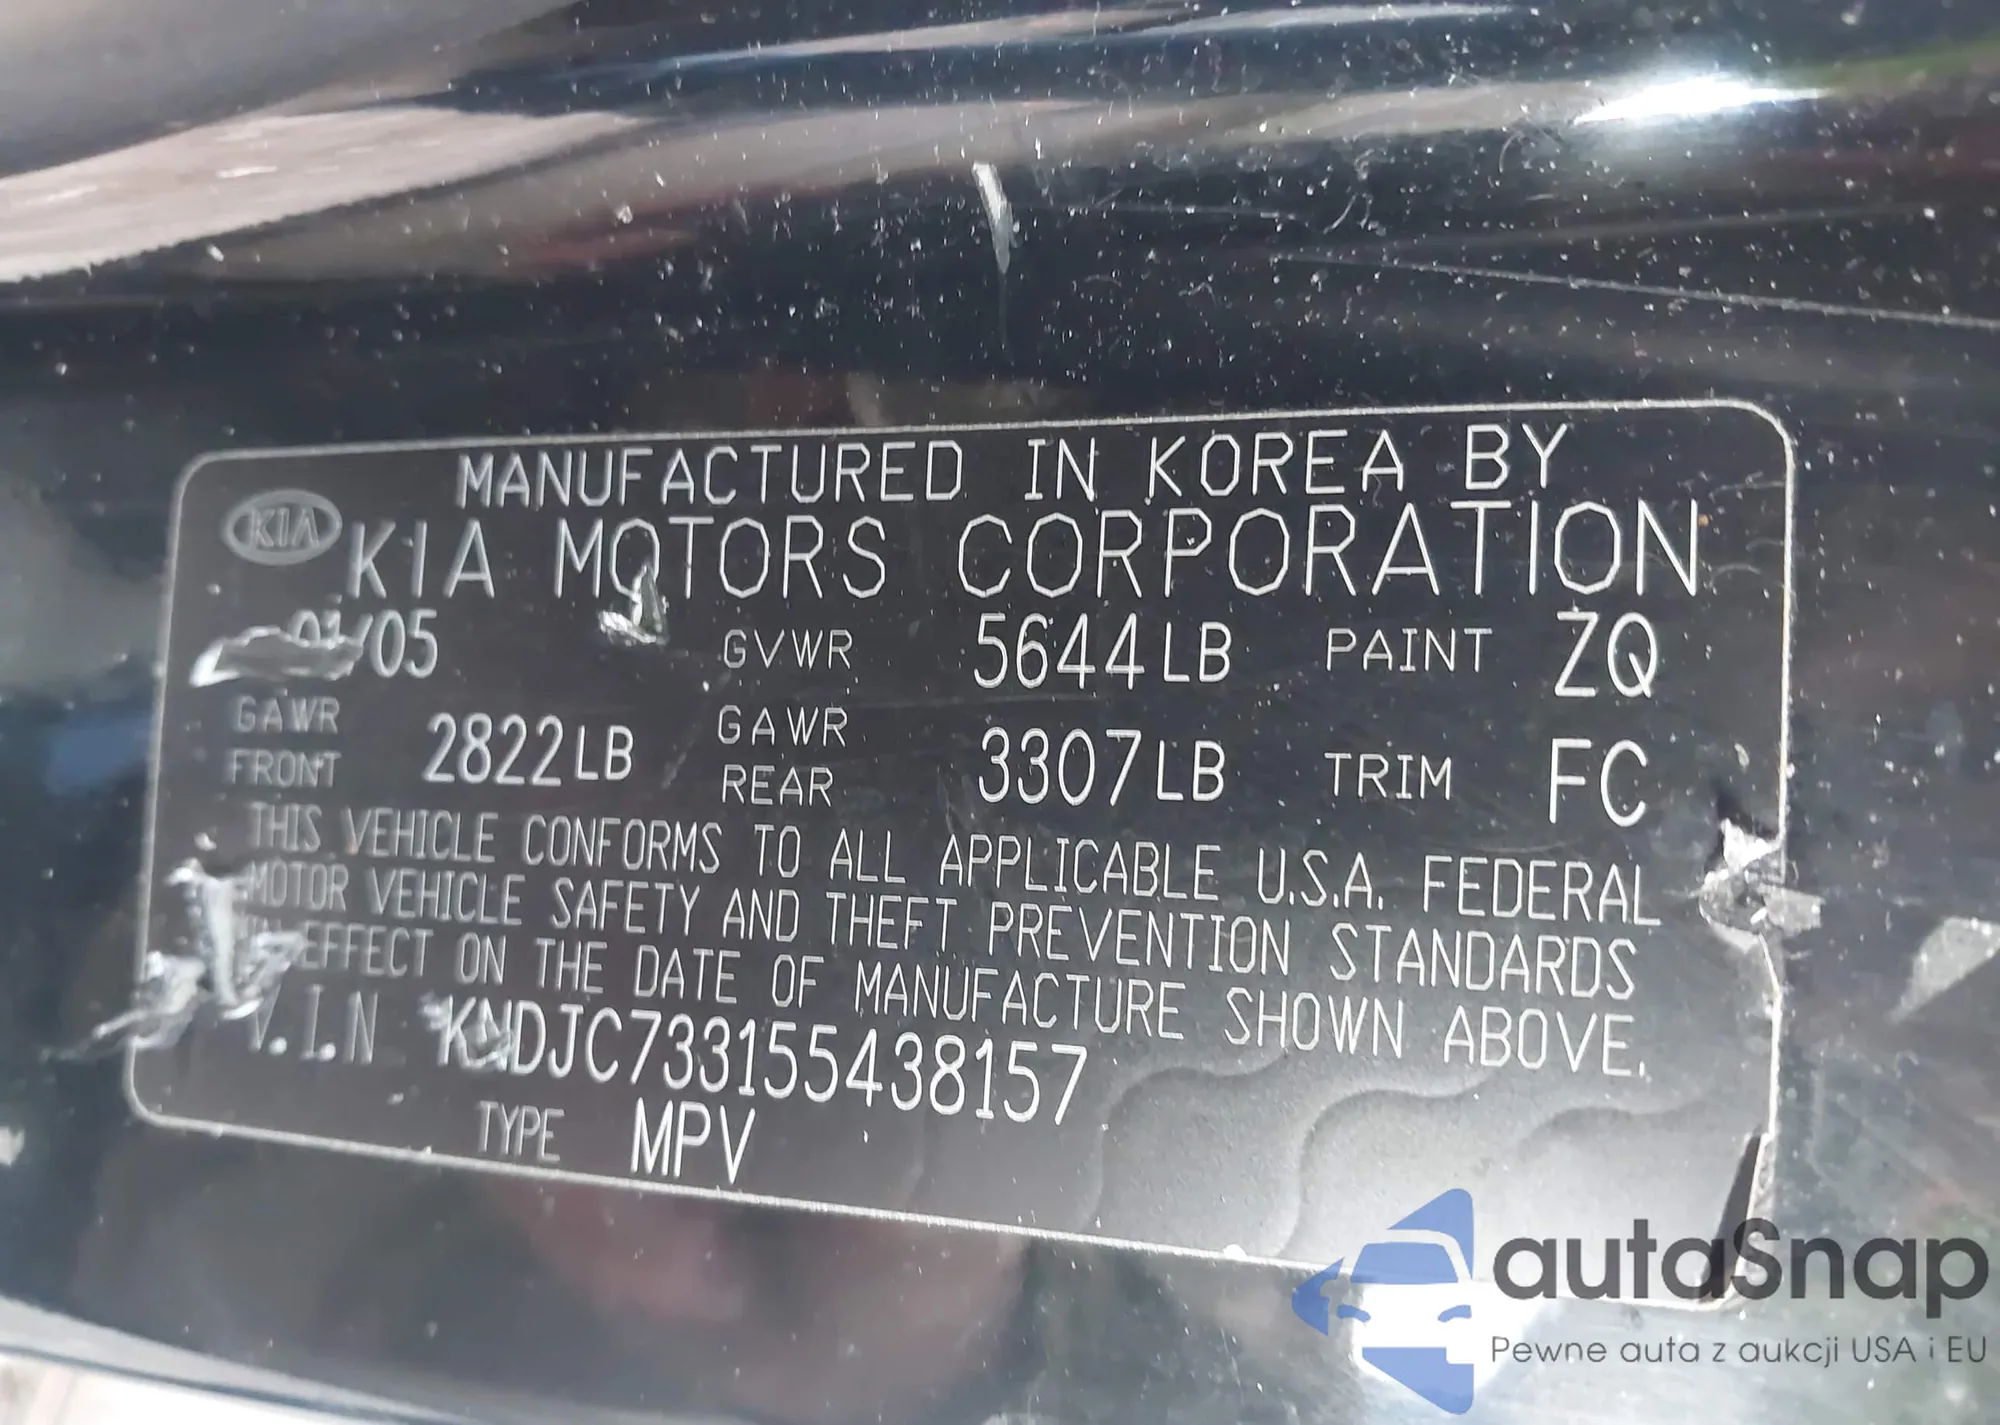 MANUFACTURED IN KOREA BY
KIA KIA MOTORS CORPORATION
/05 GVWR 5644LB PAINT ZQ
GAWR FRONT 2822LB GAWR REAR 3307LB TRIM FC
THIS VEHICLE CONFORMS TO ALL APPLICABLE U.S.A. FEDERAL
MOTOR VEHICLE SAFETY AND THEFT PREVENTION STANDARDS
IN EFFECT ON THE DATE OF MANUFACTURE SHOWN ABOVE.
V.I.N KNDJC733155438157
TYPE MPV
autaSnap
Pewne auta z aukcji USA i EU